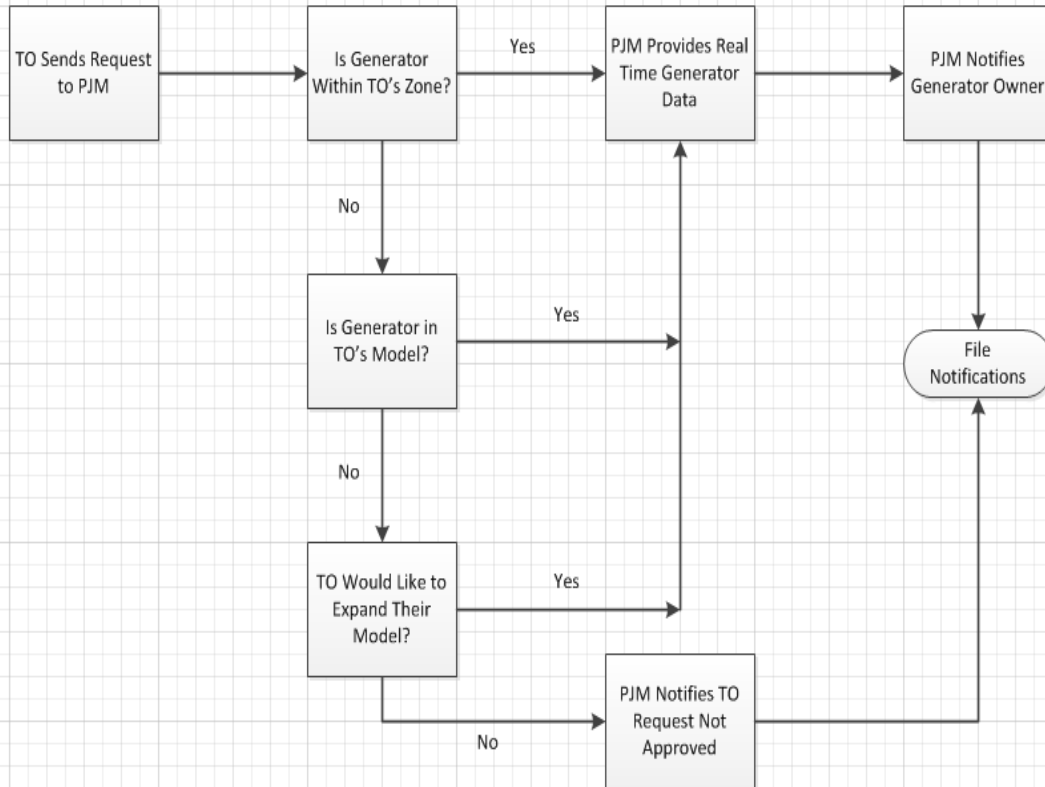 TO Sends Request
to PJM
Is Generator
Within TO's Zone?
Yes
PJM Provides Real
Time Generator
Data
PJM Notifies
Generator Owner
No
Is Generator in
TO's Model?
Yes
File
Notifications
No
TO Would Like to
Expand Their
Model?
Yes
No
PJM Notifies TO
Request Not
Approved